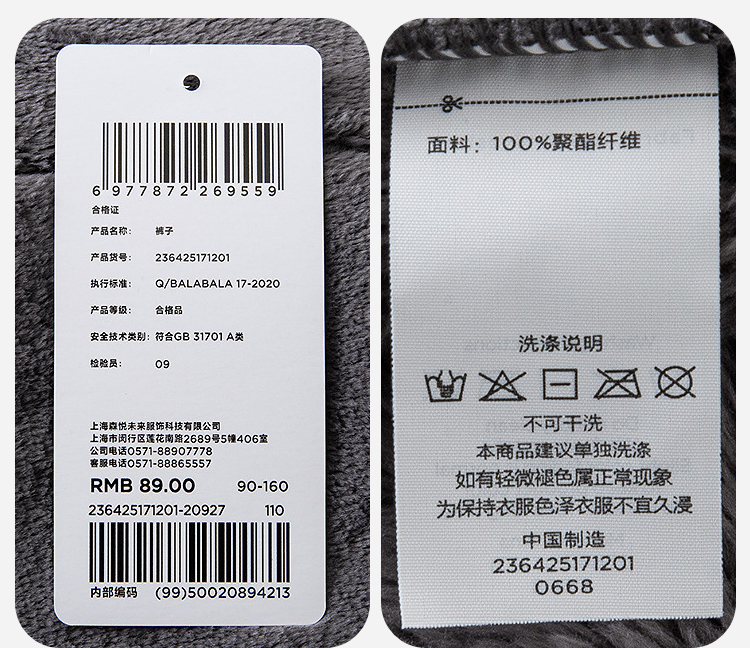 6 977872 269559
合格证
产品名称: 裤子
产品货号: 236425171201
执行标准: Q/BALABALA 17-2020
产品等级: 合格品
安全技术类别: 符合GB 31701 A类
检验员: 09
上海森悦未来服饰科技有限公司
上海市闵行区莲花南路2689号5幢406室
公司电话0571-88907778
客服电话0571-88865557
RMB 89.00 90-160
236425171201-20927 110
内部编码 (99)50020894213
面料: 100%聚酯纤维
洗涤说明
不可干洗
本商品建议单独洗涤
如有轻微褪色属正常现象
为保持衣服色泽衣服不宜久浸
中国制造
236425171201
0668